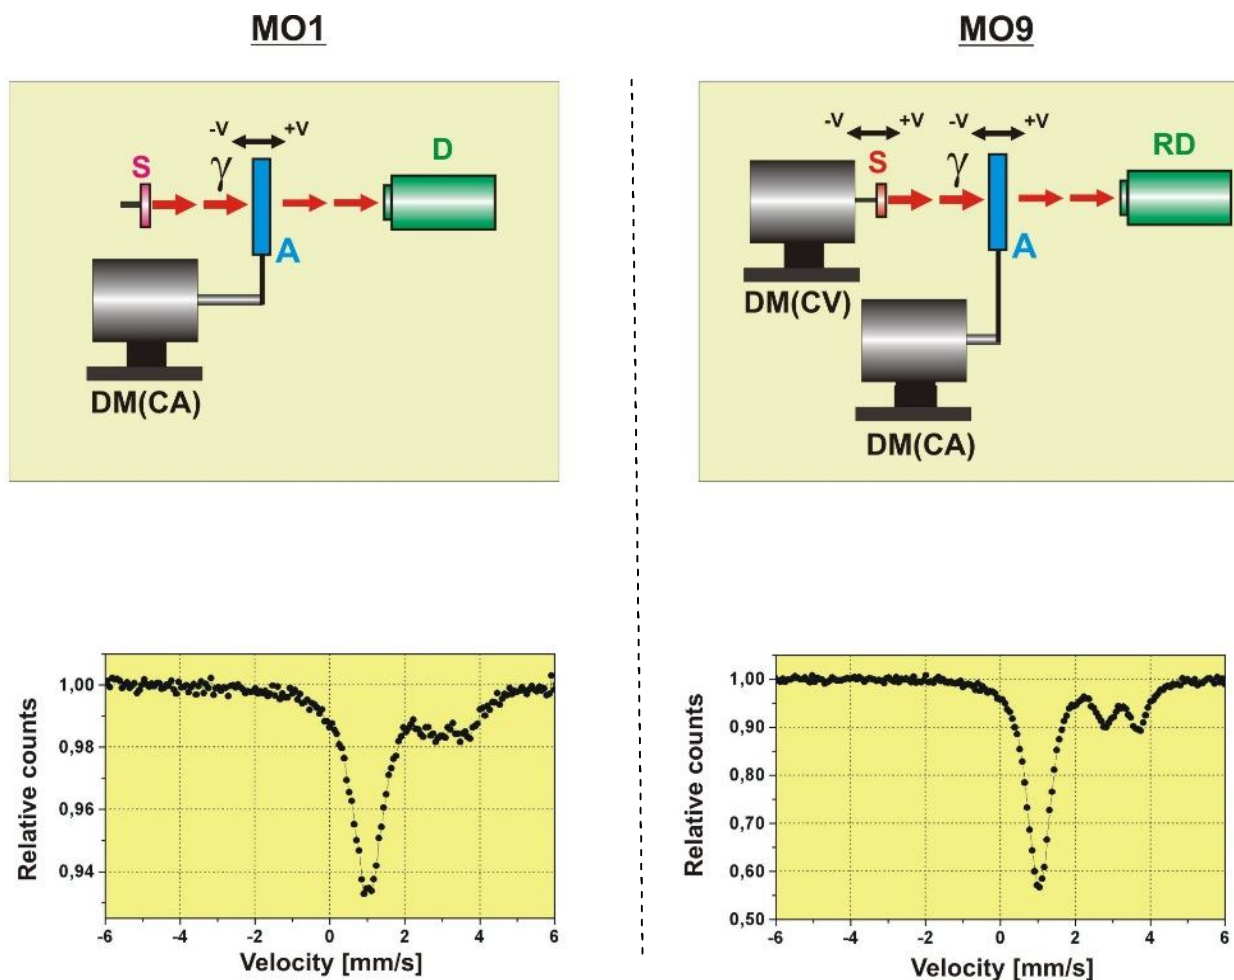 MO1
-V +V
S
γ
D
A
DM(CA)
1,00
0,98
0,96
0,94
-6 -4 -2 0 2 4 6
Relative counts
Velocity [mm/s]
MO9
-V +V -V +V
S
γ
RD
A
DM(CV)
DM(CA)
1,00
0,90
0,80
0,70
0,60
0,50
-6 -4 -2 0 2 4 6
Relative counts
Velocity [mm/s]